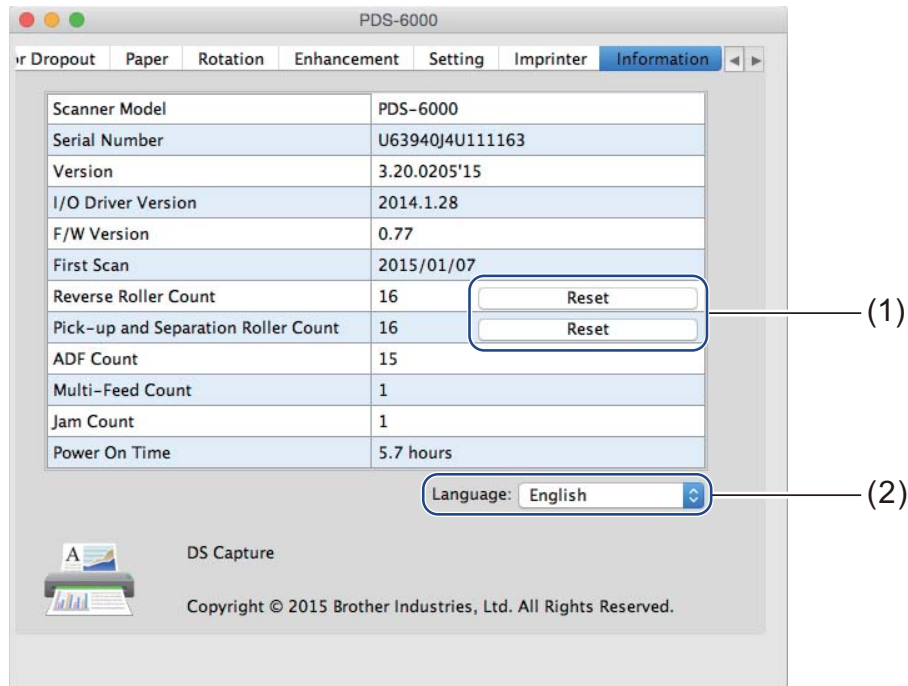 PDS-6000
r Dropout Paper Rotation Enhancement Setting Imprinter Information
Scanner Model PDS-6000
Serial Number U63940J4U111163
Version 3.20.0205'15
I/O Driver Version 2014.1.28
F/W Version 0.77
First Scan 2015/01/07
Reverse Roller Count 16 Reset
(1)
Pick-up and Separation Roller Count 16 Reset
ADF Count 15
Multi-Feed Count 1
Jam Count 1
Power On Time 5.7 hours
Language: English
(2)
A
DS Capture
Copyright © 2015 Brother Industries, Ltd. All Rights Reserved.